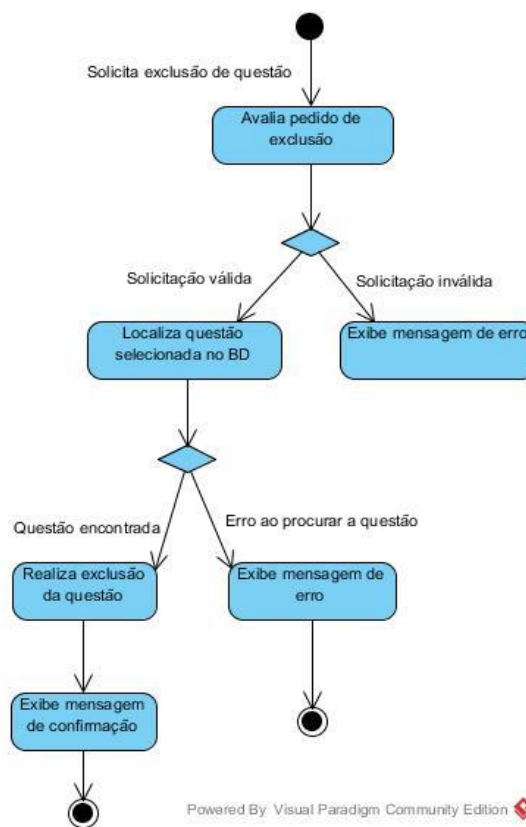 Solicita exclusão de questão
Avalia pedido de
exclusão
Solicitação válida
Solicitação inválida
Localiza questão
selecionada no BD
Exibe mensagem de erro
Questão encontrada
Erro ao procurar a questão
Realiza exclusão
da questão
Exibe mensagem de
erro
Exibe mensagem
de confirmação
Powered By Visual Paradigm Community Edition